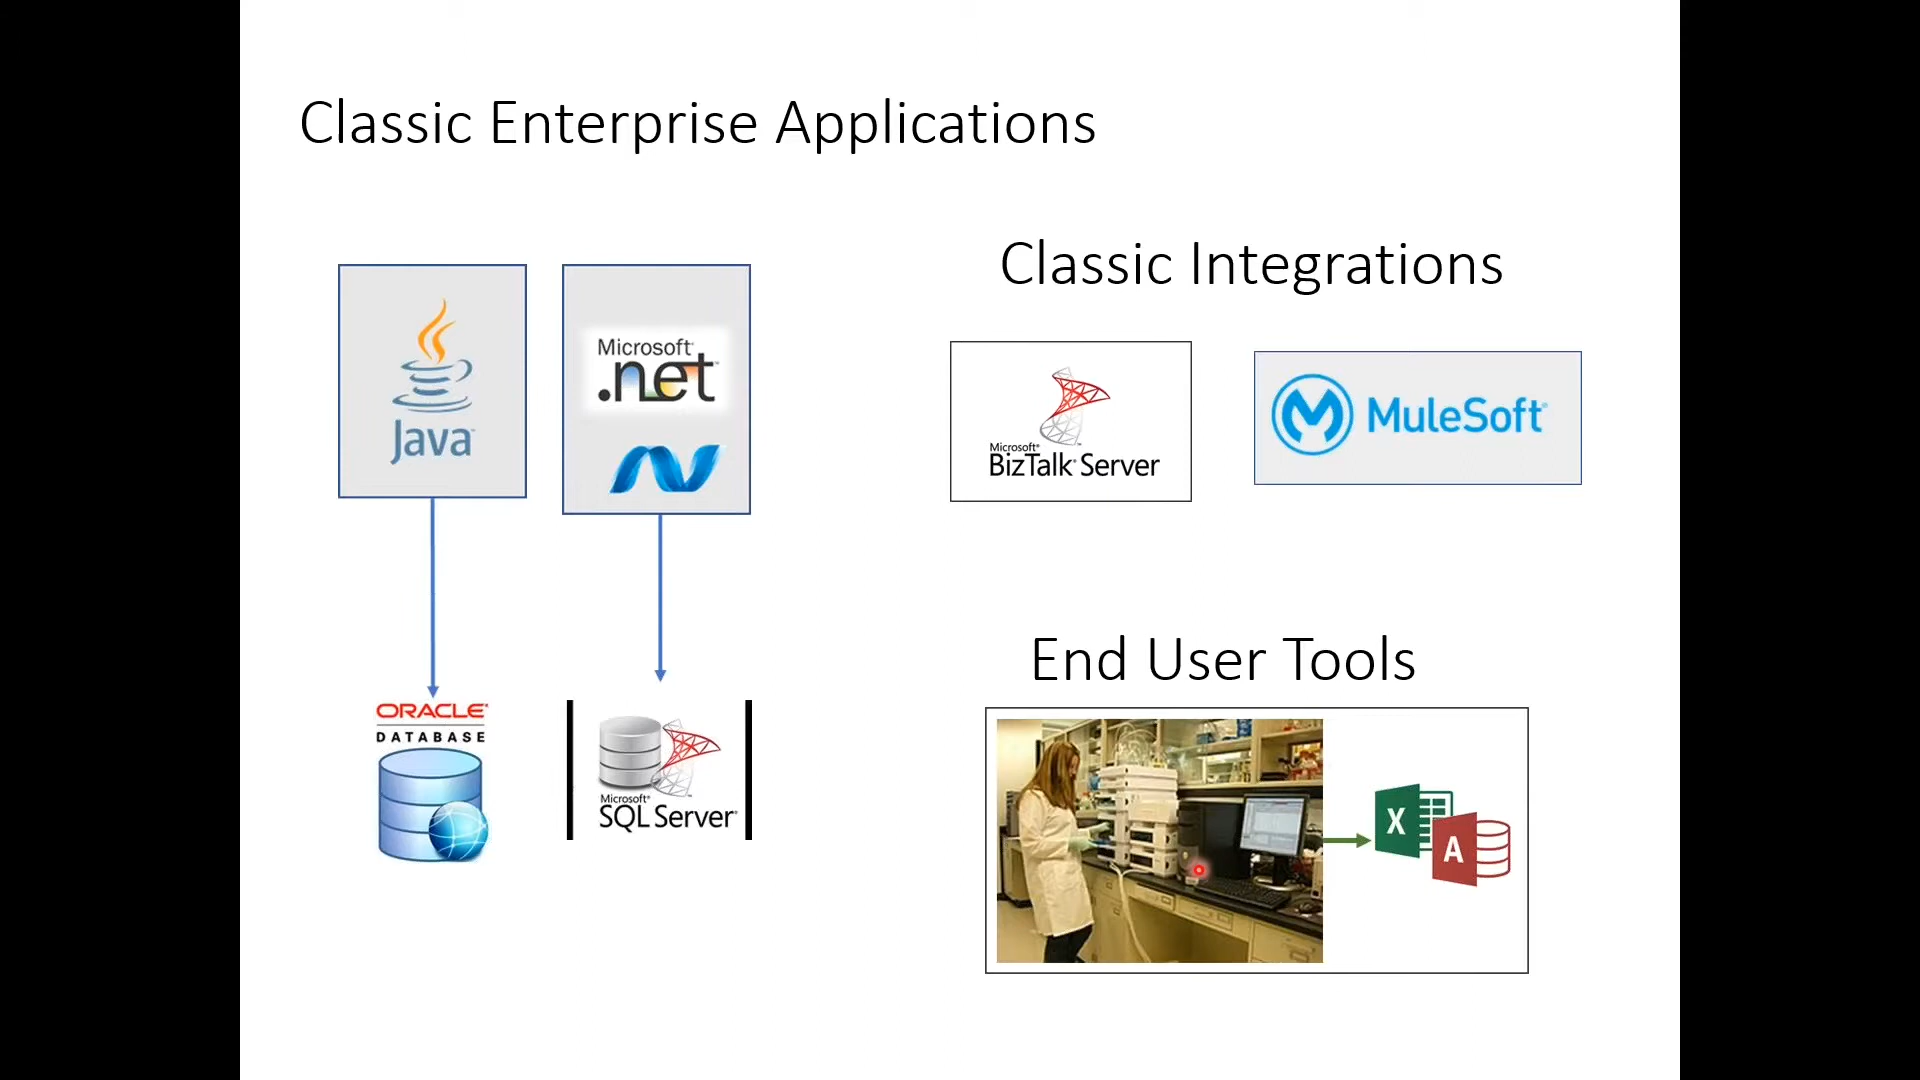 Classic Enterprise Applications
Java
Microsoft
.net
ORACLE
DATABASE
Microsoft
SQL Server
Classic Integrations
Microsoft
BizTalk Server
MuleSoft
End User Tools
X
A